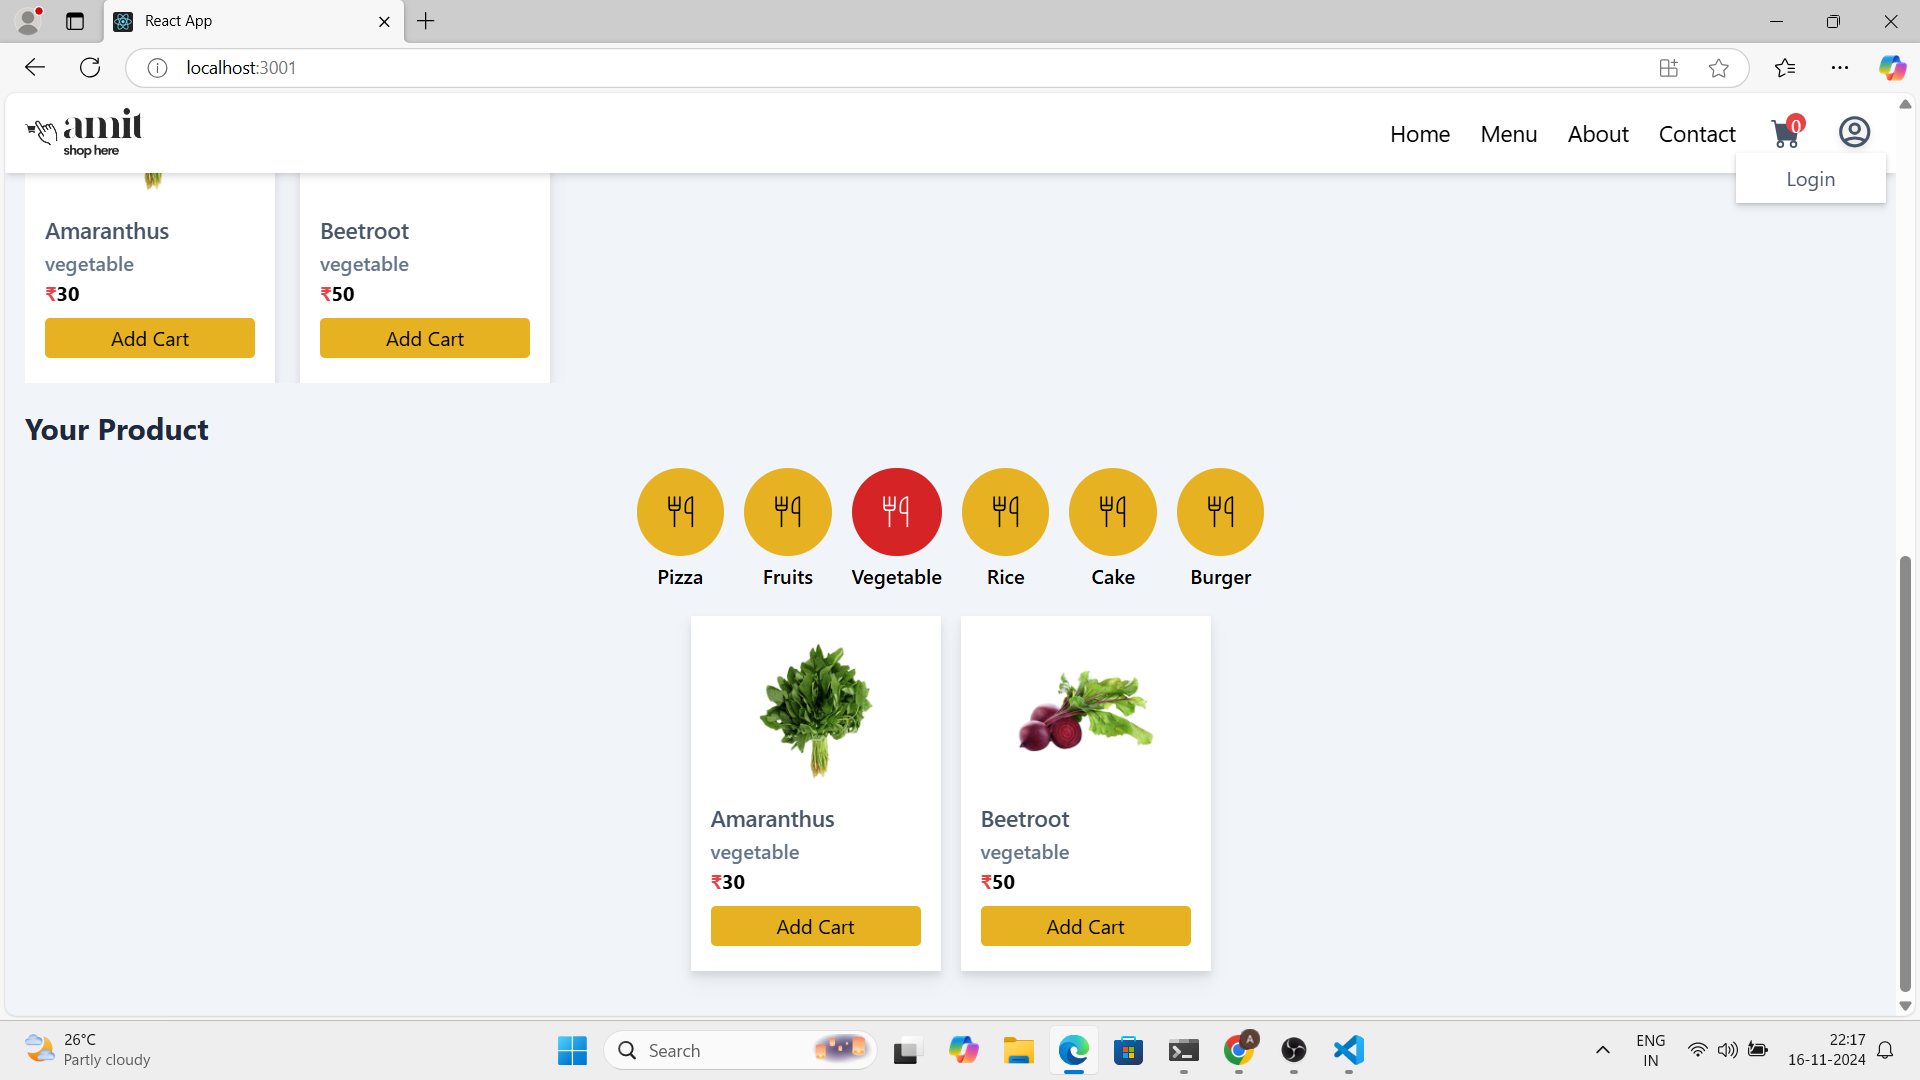 React App
localhost:3001
amit
shop here
Home Menu About Contact 0
Login
Amaranthus Beetroot
vegetable vegetable
₹30 ₹50
Add Cart Add Cart
Your Product
Pizza Fruits Vegetable Rice Cake Burger
Amaranthus Beetroot
vegetable vegetable
₹30 ₹50
Add Cart Add Cart
26°C
Partly cloudy
Search
A
ENG
IN
22:17
16-11-2024